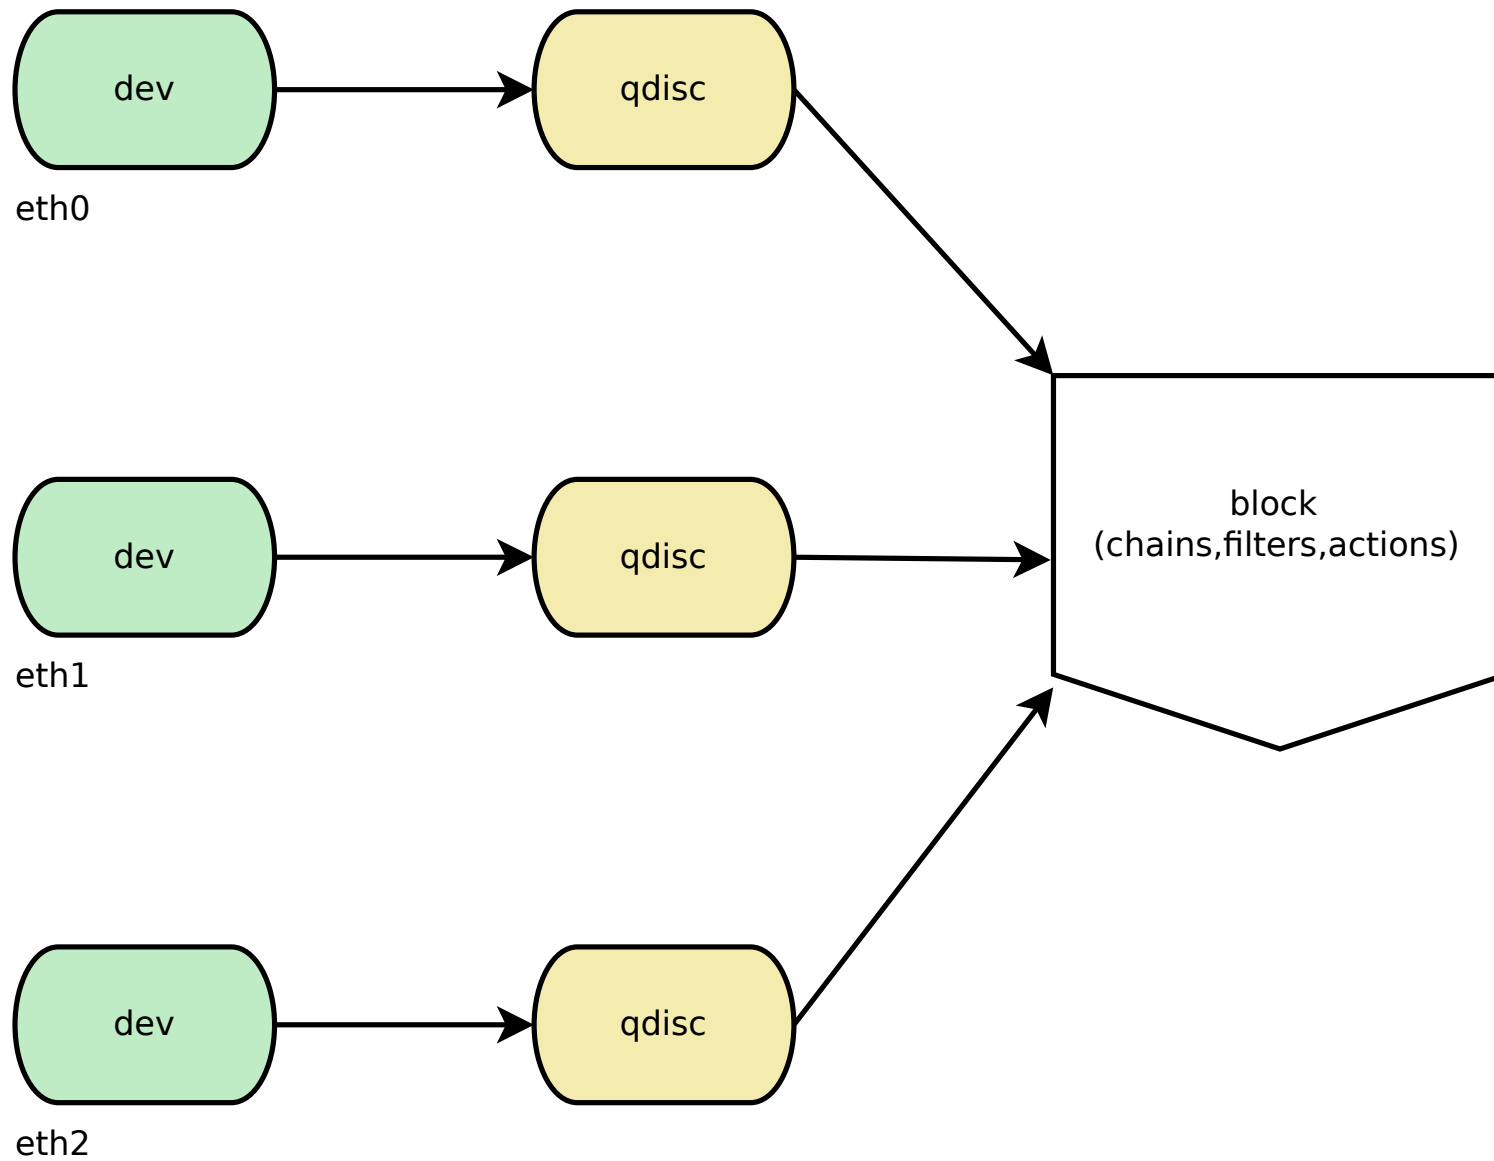 dev
qdisc
eth0
block
(chains,filters,actions)
dev
qdisc
eth1
dev
qdisc
eth2